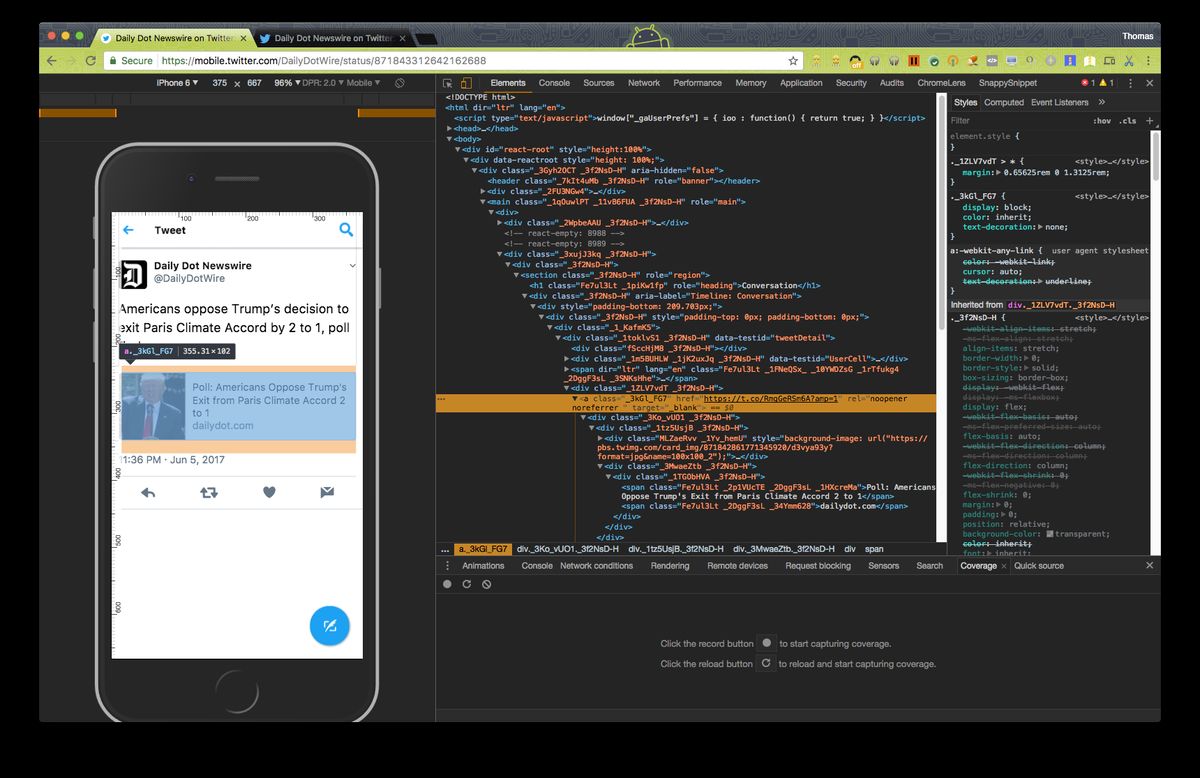 Daily Dot Newswire on Twitter
Daily Dot Newswire on Twitter
Thomas
Secure
https://mobile.twitter.com/DailyDotWire/status/871843312642162688
iPhone 6 ▼ 375 x 667 96% ▼ DPR: 2.0 ▼ Mobile ▼
Elements Console Sources Network Performance Memory Application Security Audits ChromeLens SnappySnippet
1 1
100 200 300
Tweet
Daily Dot Newswire
@DailyDotWire
Americans oppose Trump's decision to
exit Paris Climate Accord by 2 to 1, poll
a._3kGl_FG7 | 355.31×102
Poll: Americans Oppose Trump's
Exit from Paris Climate Accord 2
to 1
dailydot.com
11:36 PM · Jun 5, 2017
100
200
300
400
500
600
<!DOCTYPE html>
<html dir="ltr" lang="en">
<script type="text/javascript">window["_gaUserPrefs"] = { ioo : function() { return true; } }</script>
▶<head>…</head>
▼<body>
▼<div id="react-root" style="height:100%">
▼<div data-reactroot style="height: 100%;">
▼<div class="_3Gyh2OCT _3f2NsD-H" aria-hidden="false">
<header class="_7kIt4uMb _3f2NsD-H" role="banner"></header>
▶<div class="_2FU3NGw4">…</div>
▼<main class="_1qOuwlPT _11v86FUA _3f2NsD-H" role="main">
▼<div>
▶<div class="_2WpbeAAU _3f2NsD-H">…</div>
<!-- react-empty: 8988 -->
<!-- react-empty: 8989 -->
▼<div class="_3xujJ3kq _3f2NsD-H">
▼<div class="_3f2NsD-H">
▼<section class="_3f2NsD-H" role="region">
<h1 class="Fe7ul3Lt _1piKw1fp" role="heading">Conversation</h1>
▼<div class="_3f2NsD-H" aria-label="Timeline: Conversation">
▼<div style="padding-bottom: 209.703px;">
▼<div class="_3f2NsD-H" style="padding-top: 0px; padding-bottom: 0px;">
▼<div class="_1_KafmK5">
▼<div class="_1toklvS1 _3f2NsD-H" data-testid="tweetDetail">
<div class="fSccHjM8 _3f2NsD-H"></div>
▶<div class="_1m5BUHLW _1jK2uxJq _3f2NsD-H" data-testid="UserCell">…</div>
▶<span dir="ltr" lang="en" class="Fe7ul3Lt _1FNeQSx_ _10YWDZsG _1rTfukg4
_2DggF3sL _3SNKsHhe">…</span>
▼<div class="_1ZLV7vdT _3f2NsD-H">
… ▼<a class="_3kGl_FG7" href="https://t.co/RmqGeRSm6A?amp=1" rel="noopener
noreferrer " target="_blank"> == $0
▼<div class="_3Ko_vUO1 _3f2NsD-H">
▼<div class="_1tz5UsjB _3f2NsD-H">
▶<div class="MLZaeRvv _1Yv_hemU" style="background-image: url("https://
pbs.twimg.com/card_img/871842861771345920/d3vya93y?
format=jpg&name=100x100_2");">…</div>
▼<div class="_3MwaeZtb _3f2NsD-H">
▼<div class="_1TGObHVA _3f2NsD-H">
<span class="Fe7ul3Lt _2p1VUcTE _2DggF3sL _1HXcreMa">Poll: Americans
Oppose Trump's Exit from Paris Climate Accord 2 to 1</span>
<span class="Fe7ul3Lt _2DggF3sL _34Ymm628">dailydot.com</span>
</div>
</div>
</div>
… a._3kGl_FG7 div._3Ko_vUO1._3f2NsD-H div._1tz5UsjB._3f2NsD-H div._3MwaeZtb._3f2NsD-H div span
Styles Computed Event Listeners »
Filter :hov .cls +
element.style {
}
._1ZLV7vdT > * { <style>…</style>
margin:▶ 0.65625rem 0 1.3125rem;
}
._3kGl_FG7 { <style>…</style>
display: block;
color: inherit;
text-decoration:▶ none;
}
a:-webkit-any-link { user agent stylesheet
color: -webkit-link;
cursor: auto;
text-decoration:▶ underline;
}
Inherited from div._1ZLV7vdT._3f2NsD-H
._3f2NsD-H { <style>…</style>
-webkit-align-items: stretch;
-ms-flex-align: stretch;
align-items: stretch;
border-width:▶ 0;
border-style:▶ solid;
box-sizing: border-box;
display: -webkit-flex;
display: -ms-flexbox;
display: flex;
-webkit-flex-basis: auto;
-ms-flex-preferred-size: auto;
flex-basis: auto;
-webkit-flex-direction: column;
-ms-flex-direction: column;
flex-direction: column;
-webkit-flex-shrink: 0;
-ms-flex-negative: 0;
flex-shrink: 0;
margin:▶ 0;
padding:▶ 0;
position: relative;
background-color: transparent;
color: inherit;
font:▶ inherit;
Animations Console Network conditions Rendering Remote devices Request blocking Sensors Search Coverage × Quick source
Click the record button to start capturing coverage.
Click the reload button to reload and start capturing coverage.